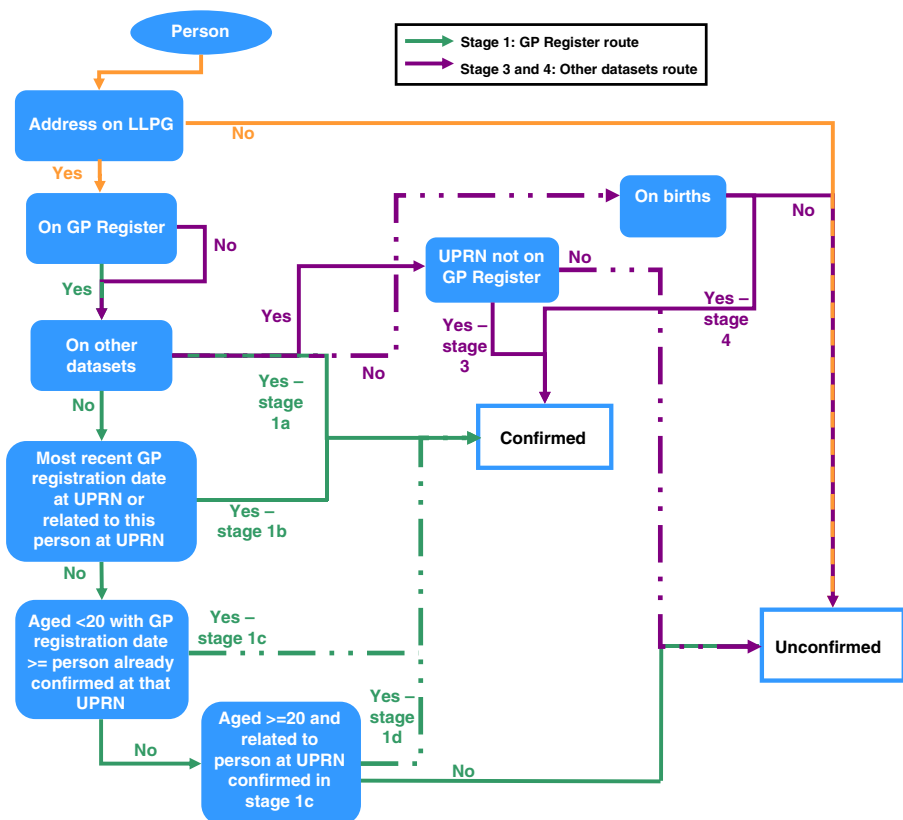 Person
Stage 1: GP Register route
Stage 3 and 4: Other datasets route
Address on LLPG
No
Yes
On births
No
On GP Register
No
UPRN not on
GP Register
No
Yes
Yes
Yes –
stage
3
Yes –
stage
4
On other
datasets
No
Yes –
stage
1a
No
Confirmed
Most recent GP
registration date
at UPRN or
related to this
person at UPRN
Yes –
stage 1b
No
Aged <20 with GP
registration date
>= person already
confirmed at that
UPRN
Yes –
stage 1c
Unconfirmed
Yes –
stage
1d
No
Aged >=20 and
related to
person at UPRN
confirmed in
stage 1c
No